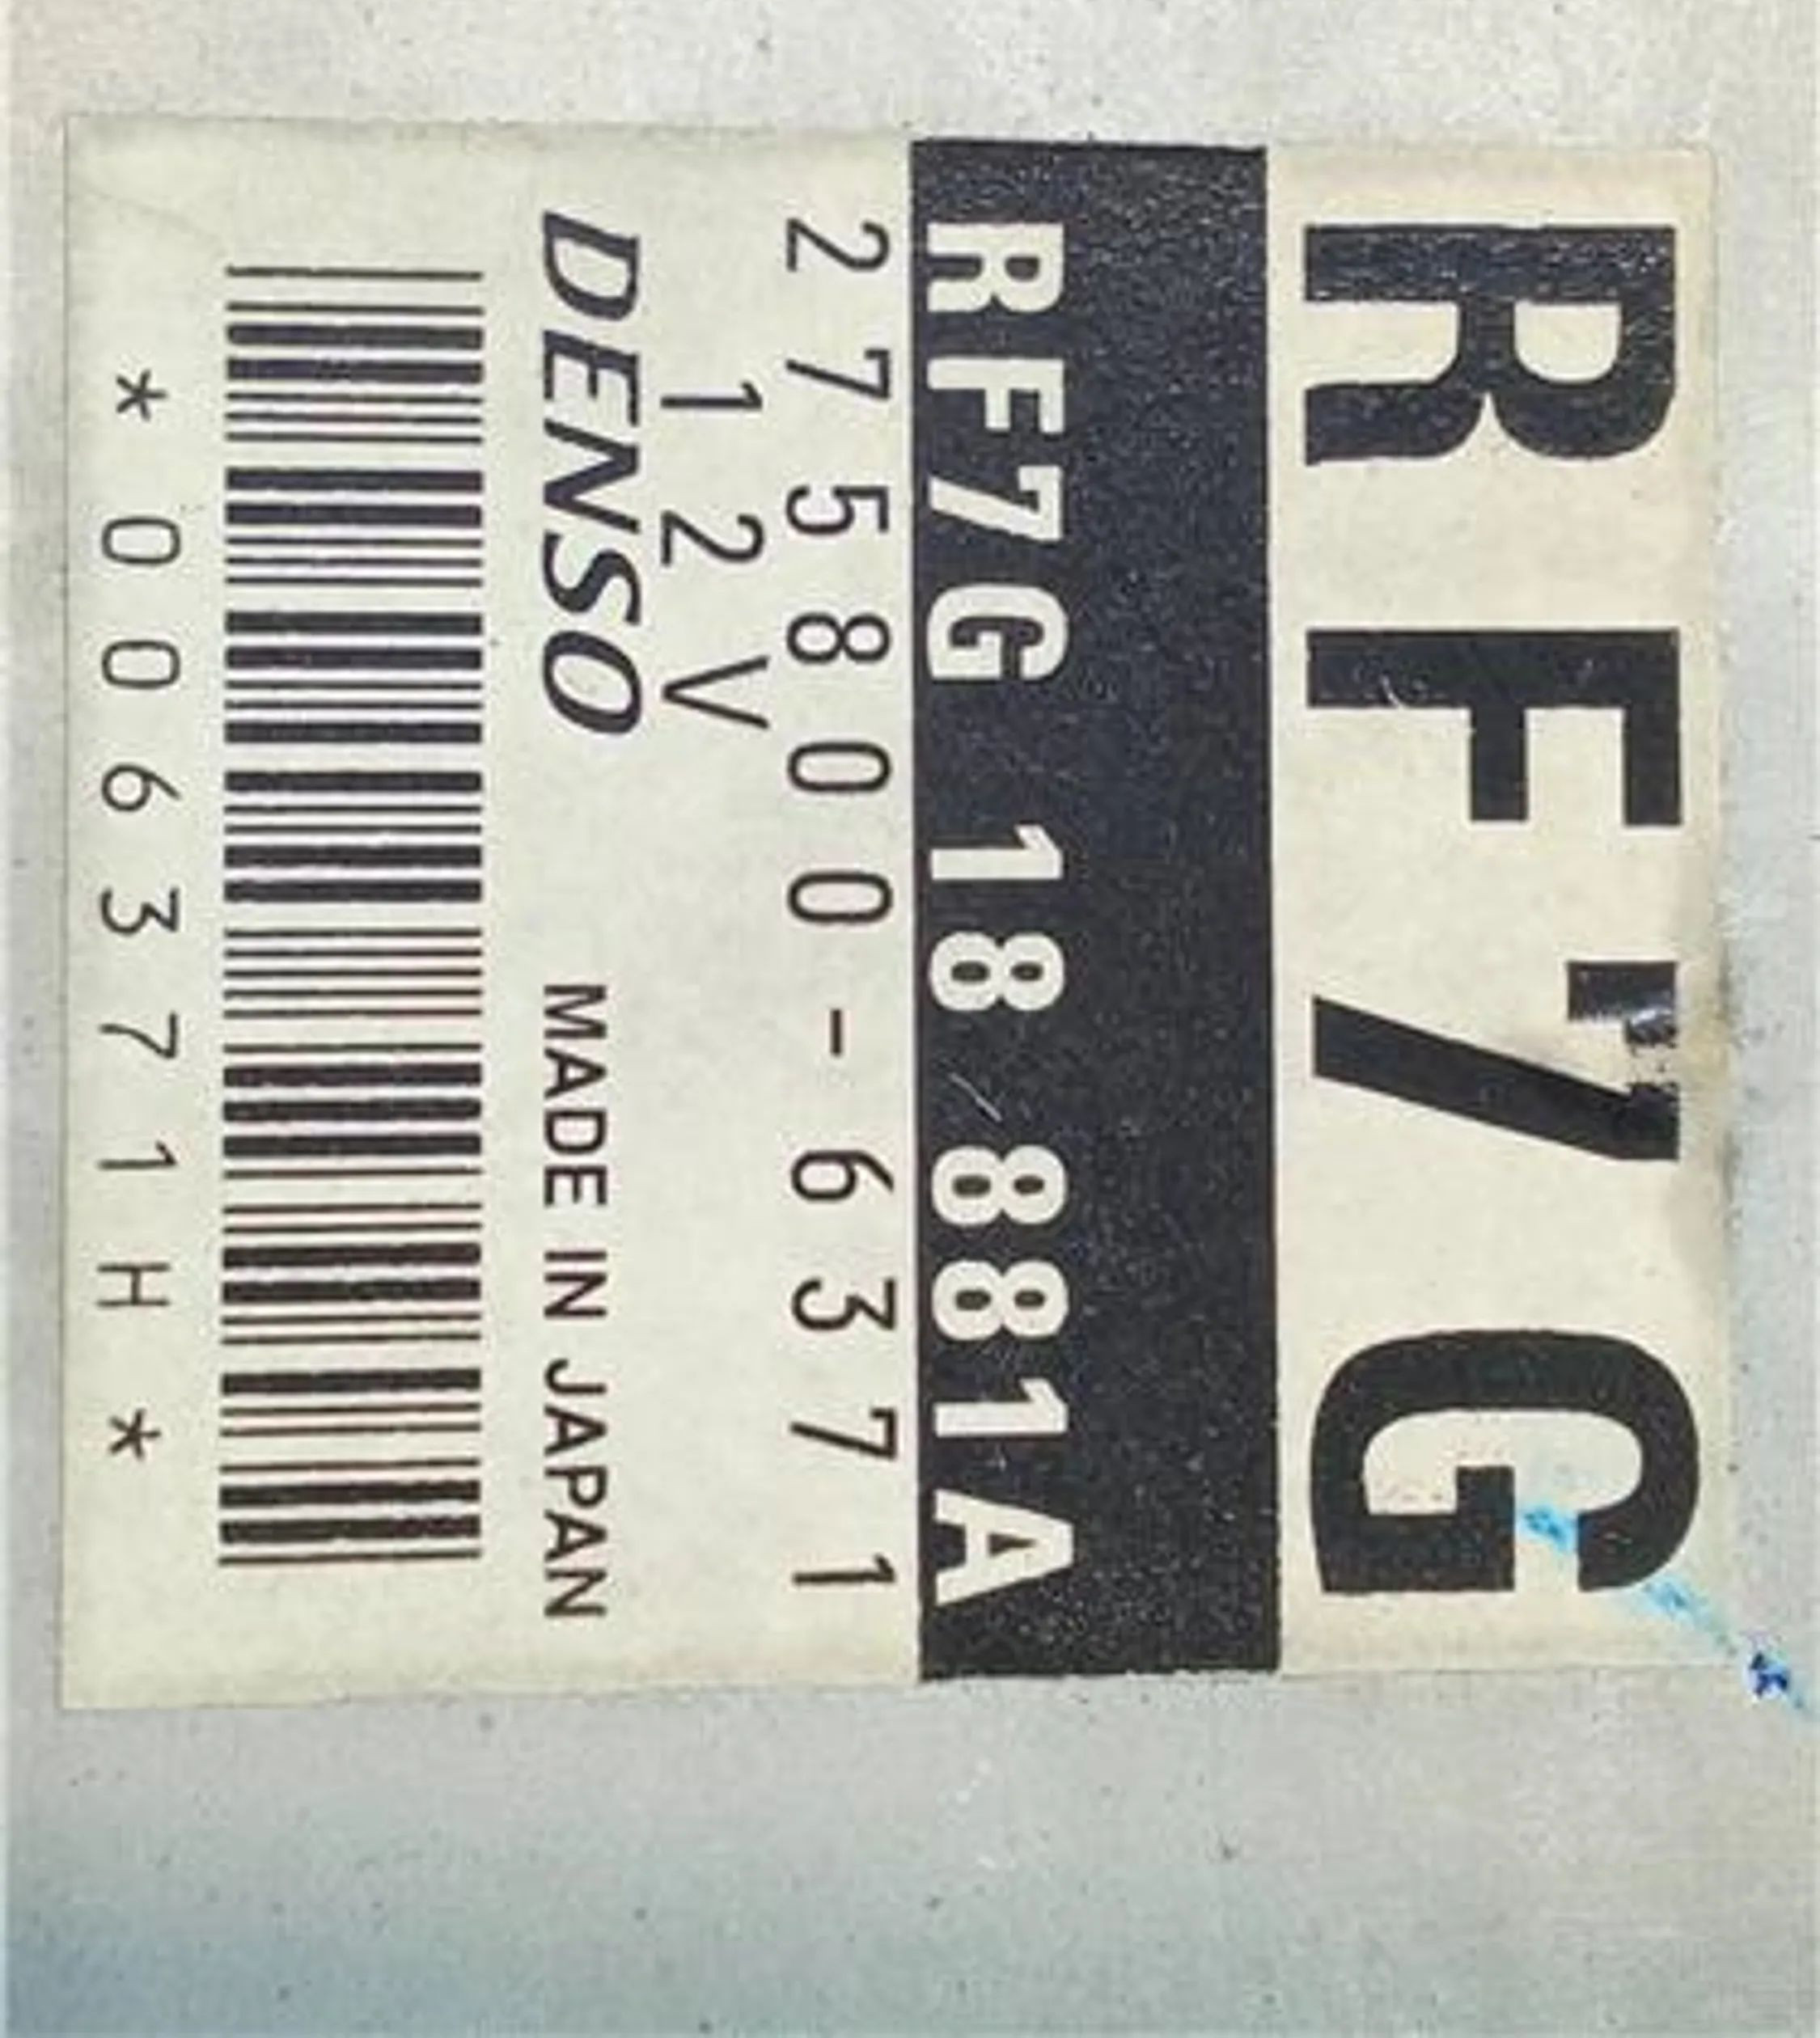 RF7G
RF7G 18 881A
275800-6371
12V
DENSO MADE IN JAPAN
*006371H*